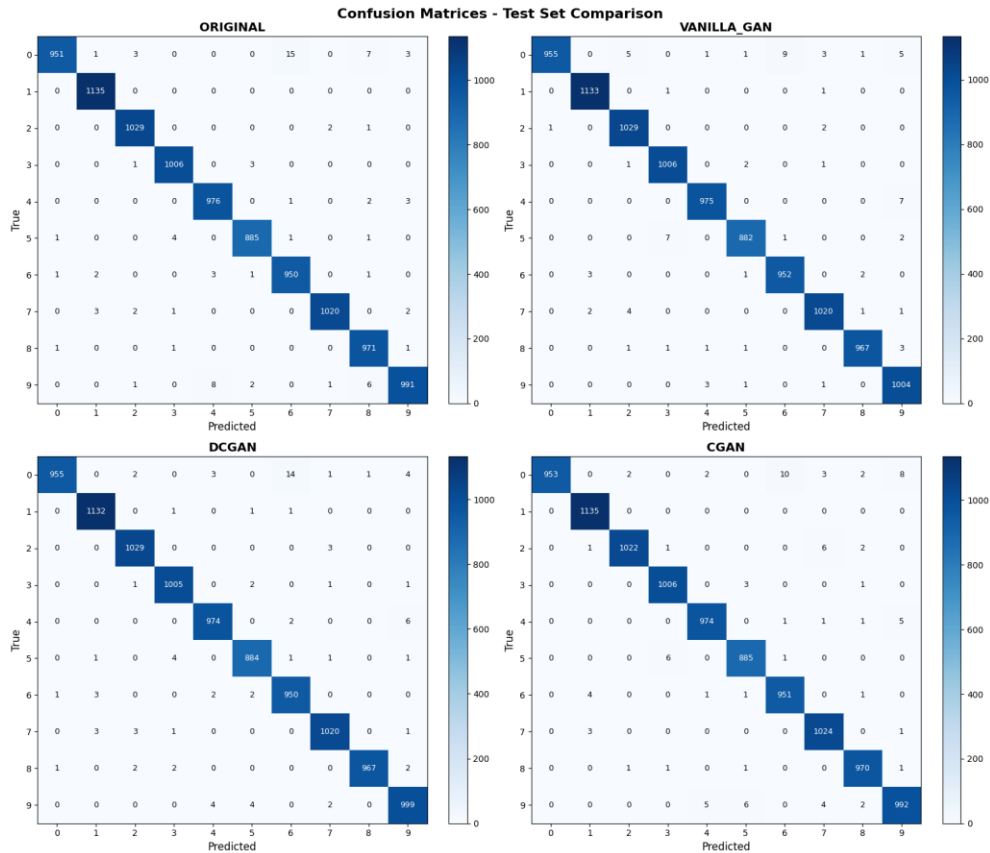 Confusion Matrices - Test Set Comparison
ORIGINAL
0 951 1 3 0 0 0 15 0 7 3
1 0 1135 0 0 0 0 0 0 0 0
2 0 0 1029 0 0 0 0 2 1 0
3 0 0 1 1006 0 3 0 0 0 0
4 0 0 0 0 976 0 1 0 2 3
5 1 0 0 4 0 885 1 0 1 0
6 1 2 0 0 3 1 950 0 1 0
7 0 3 2 1 0 0 0 1020 0 2
8 1 0 0 1 0 0 0 0 971 1
9 0 0 1 0 8 2 0 1 6 991
0 1 2 3 4 5 6 7 8 9
Predicted
True
1000
800
600
400
200
0
VANILLA_GAN
0 955 0 5 0 1 1 9 3 1 5
1 0 1133 0 1 0 0 0 1 0 0
2 1 0 1029 0 0 0 0 2 0 0
3 0 0 1 1006 0 2 0 1 0 0
4 0 0 0 0 975 0 0 0 0 7
5 0 0 0 7 0 882 1 0 0 2
6 0 3 0 0 0 1 952 0 2 0
7 0 2 4 0 0 0 0 1020 1 1
8 0 0 1 1 1 1 0 0 967 3
9 0 0 0 0 3 1 0 1 0 1004
0 1 2 3 4 5 6 7 8 9
Predicted
True
1000
800
600
400
200
0
DCGAN
0 955 0 2 0 3 0 14 1 1 4
1 0 1132 0 1 0 1 1 0 0 0
2 0 0 1029 0 0 0 0 3 0 0
3 0 0 1 1005 0 2 0 1 0 1
4 0 0 0 0 974 0 2 0 0 6
5 0 1 0 4 0 884 1 1 0 1
6 1 3 0 0 2 2 950 0 0 0
7 0 3 3 1 0 0 0 1020 0 1
8 1 0 2 2 0 0 0 0 967 2
9 0 0 0 0 4 4 0 2 0 999
0 1 2 3 4 5 6 7 8 9
Predicted
True
1000
800
600
400
200
0
CGAN
0 953 0 2 0 2 0 10 3 2 8
1 0 1135 0 0 0 0 0 0 0 0
2 0 1 1022 1 0 0 0 6 2 0
3 0 0 0 1006 0 3 0 0 1 0
4 0 0 0 0 974 0 1 1 1 5
5 0 0 0 6 0 885 1 0 0 0
6 0 4 0 0 1 1 951 0 1 0
7 0 3 0 0 0 0 0 1024 0 1
8 0 0 1 1 0 1 0 0 970 1
9 0 0 0 0 5 6 0 4 2 992
0 1 2 3 4 5 6 7 8 9
Predicted
True
1000
800
600
400
200
0